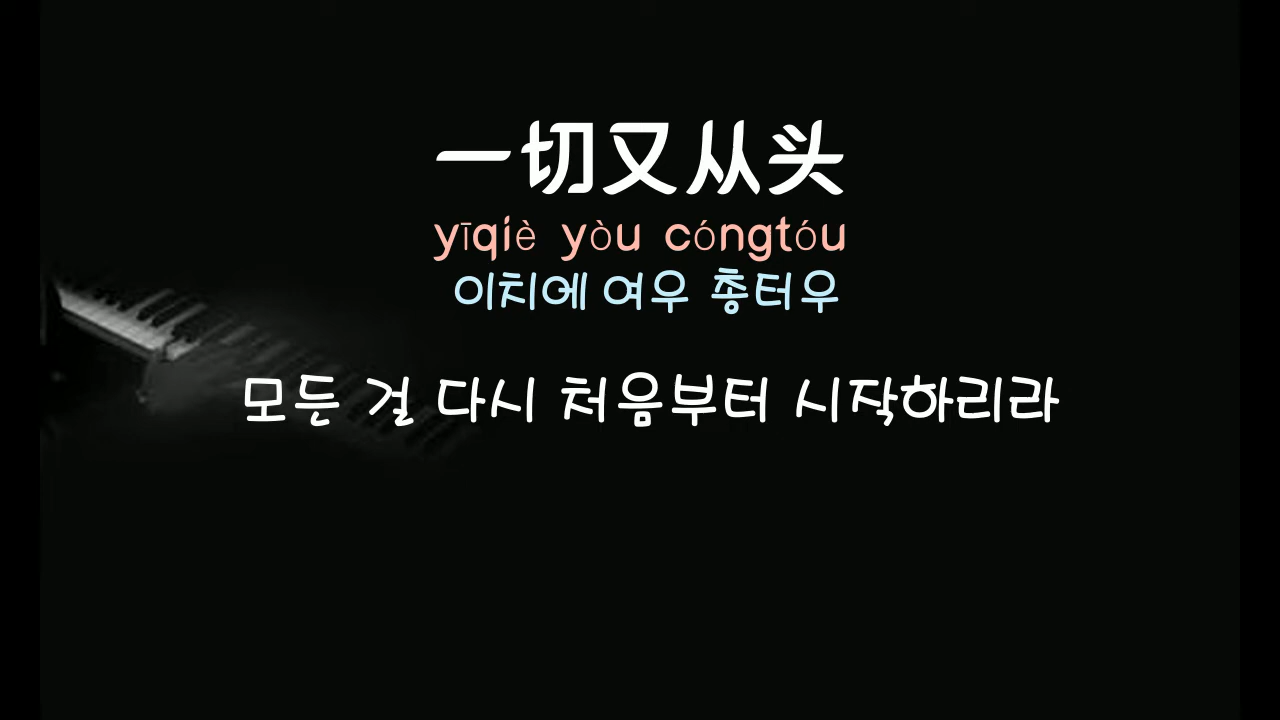 一切又从头
yīqiè yòu cóngtóu
이치에 여우 총터우
모든 걸 다시 처음부터 시작하리라